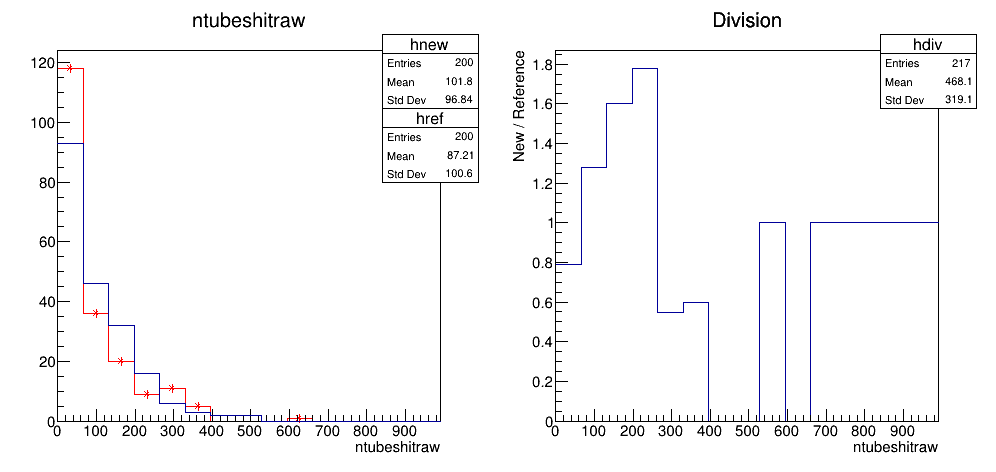 ntubeshitraw
hnew
Entries 200
Mean 101.8
Std Dev 96.84
href
Entries 200
Mean 87.21
Std Dev 100.6
120
100
80
60
40
20
0
0 100 200 300 400 500 600 700 800 900
ntubeshitraw
Division
hdiv
Entries 217
Mean 468.1
Std Dev 319.1
New / Reference
1.8
1.6
1.4
1.2
1
0.8
0.6
0.4
0.2
0
0 100 200 300 400 500 600 700 800 900
ntubeshitraw